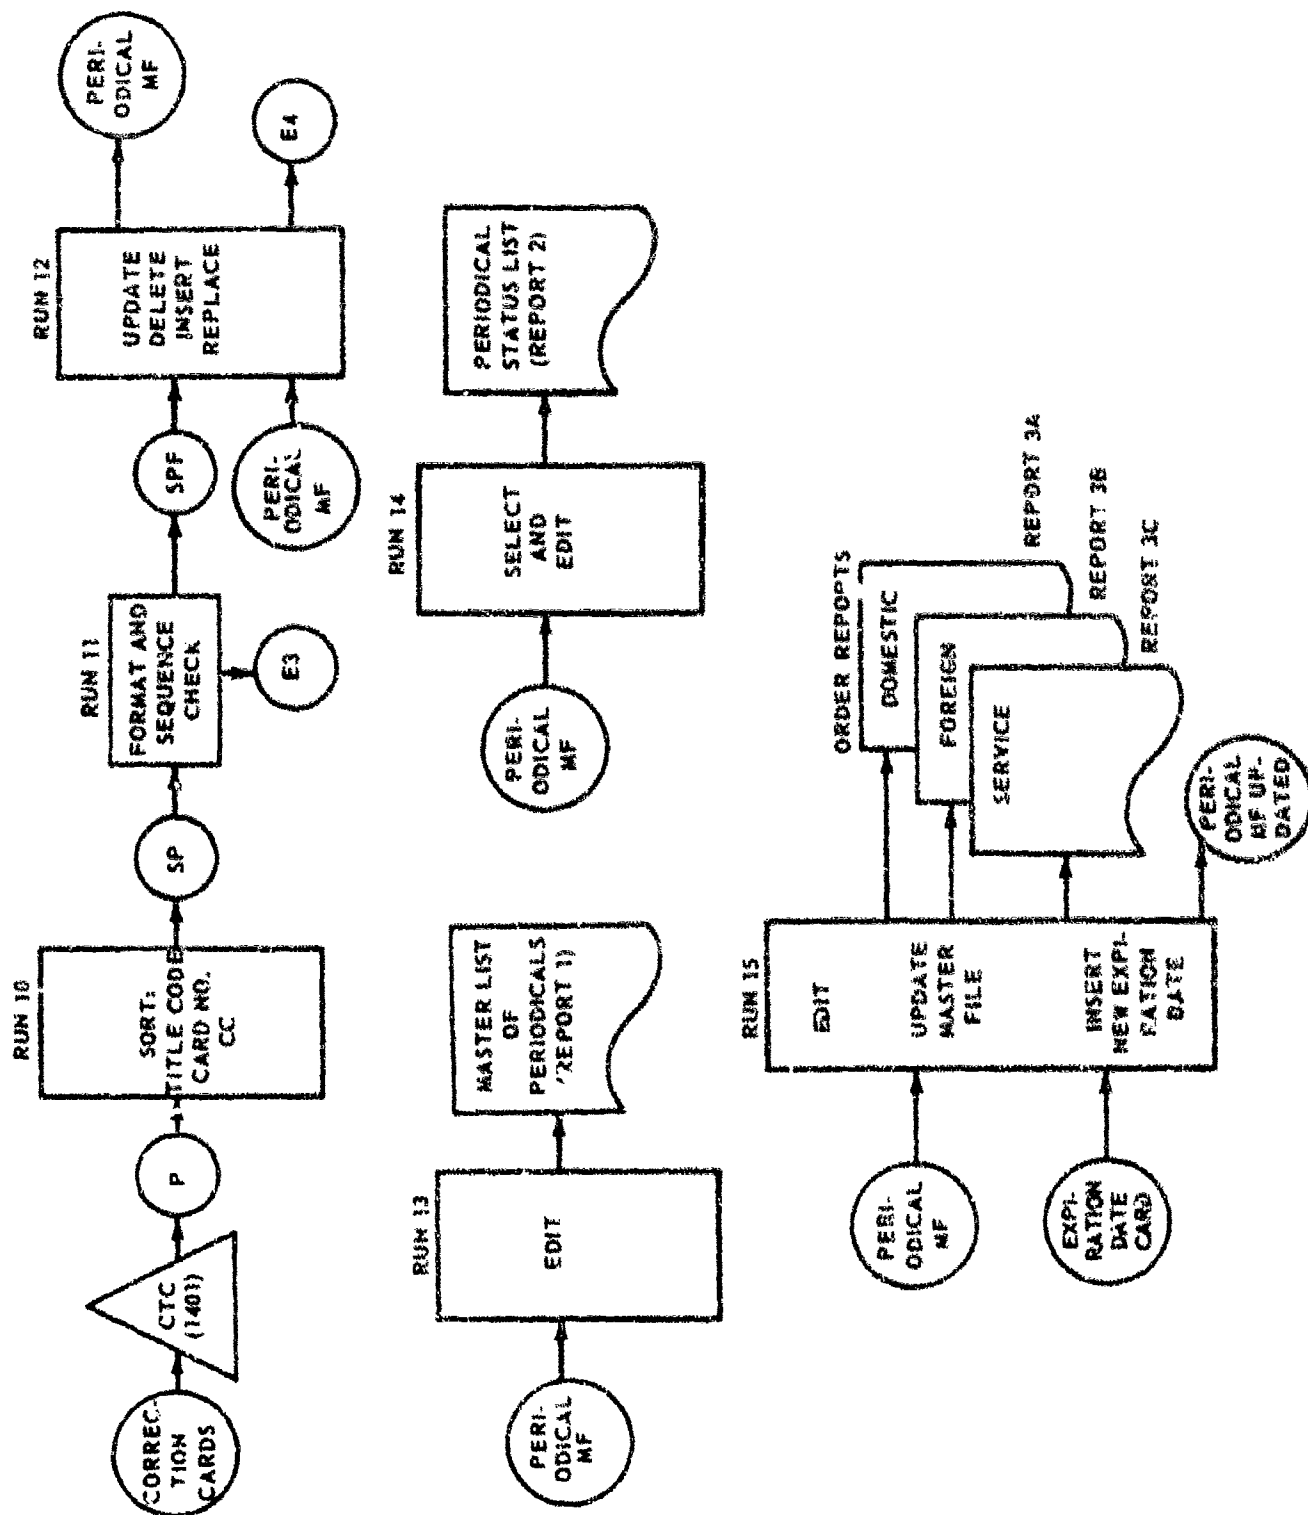 CORREC-
TION
CARDS
CTC
(1401)
P
RUN 10
SORT:
TITLE CODE
CARD NO.
CC
SP
RUN 11
FORMAT AND
SEQUENCE
CHECK
E3
SPF
PERI-
ODICAL
MF
RUN 12
UPDATE
DELETE
INSERT
REPLACE
PERI-
ODICAL
MF
E4
PERI-
ODICAL
MF
RUN 13
EDIT
MASTER LIST
OF
PERIODICALS
(REPORT 1)
PERI-
ODICAL
MF
RUN 14
SELECT
AND
EDIT
PERIODICAL
STATUS LIST
(REPORT 2)
PERI-
ODICAL
MF
EXPI-
RATION
DATE
CARD
RUN 15
EDIT
UPDATE
MASTER
FILE
INSERT
NEW EXPI-
RATION
DATE
ORDER REPORTS
DOMESTIC
REPORT 3A
FOREIGN
REPORT 3B
SERVICE
REPORT 3C
PERI-
ODICAL
MF UP-
DATED